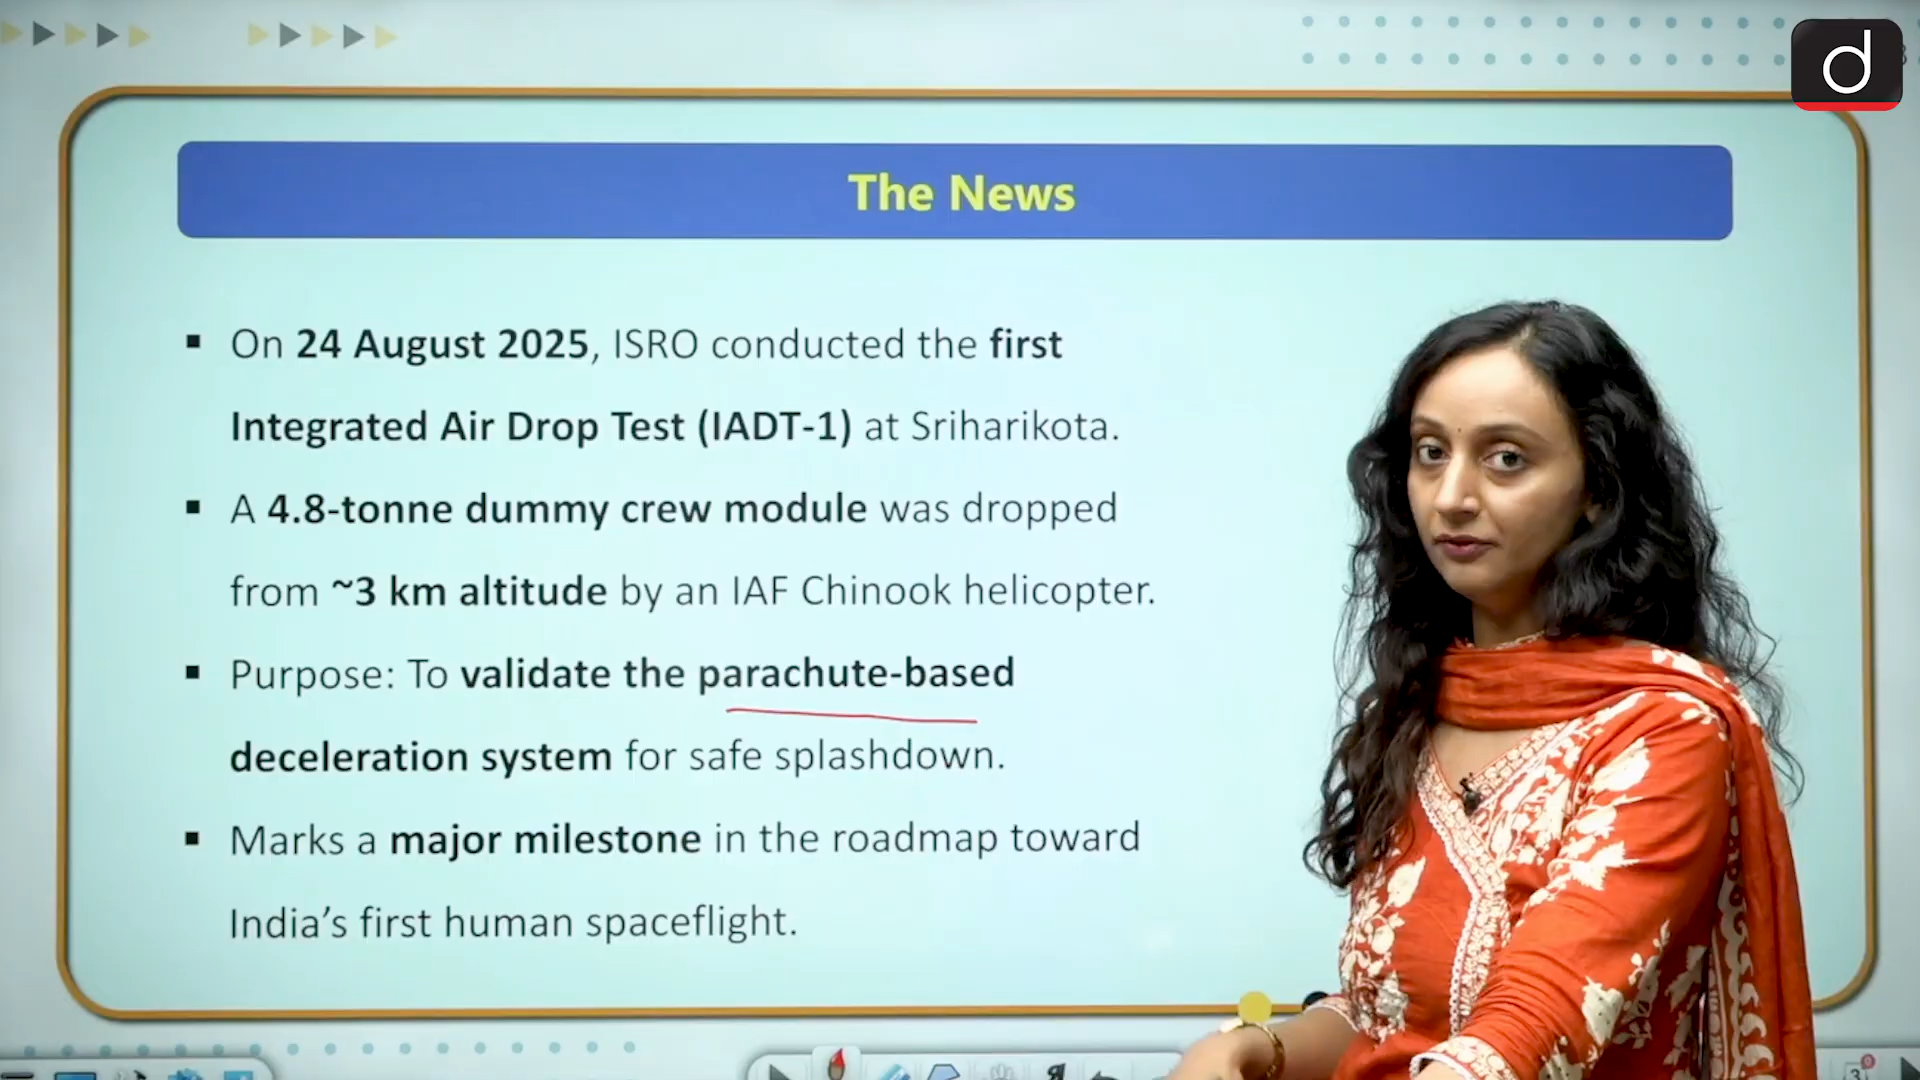 d
The News
▪ On 24 August 2025, ISRO conducted the first
Integrated Air Drop Test (IADT-1) at Sriharikota.
▪ A 4.8-tonne dummy crew module was dropped
from ~3 km altitude by an IAF Chinook helicopter.
▪ Purpose: To validate the parachute-based
deceleration system for safe splashdown.
▪ Marks a major milestone in the roadmap toward
India's first human spaceflight.
3